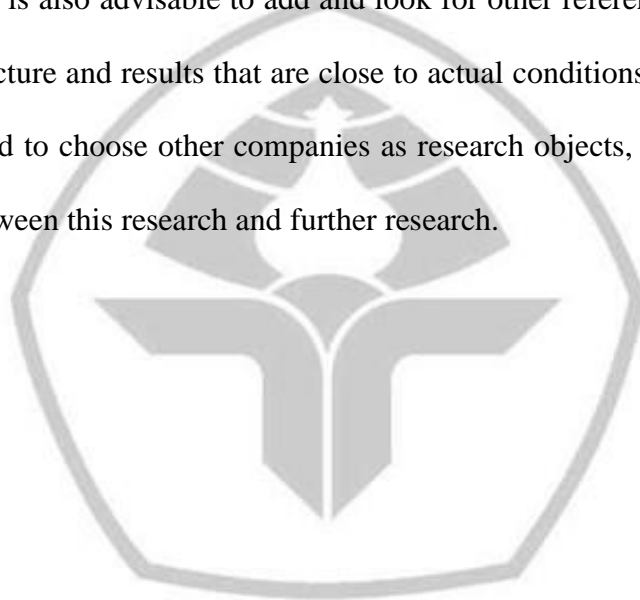 is also advisable to add and look for other refere
cture and results that are close to actual conditions
d to choose other companies as research objects,
ween this research and further research.